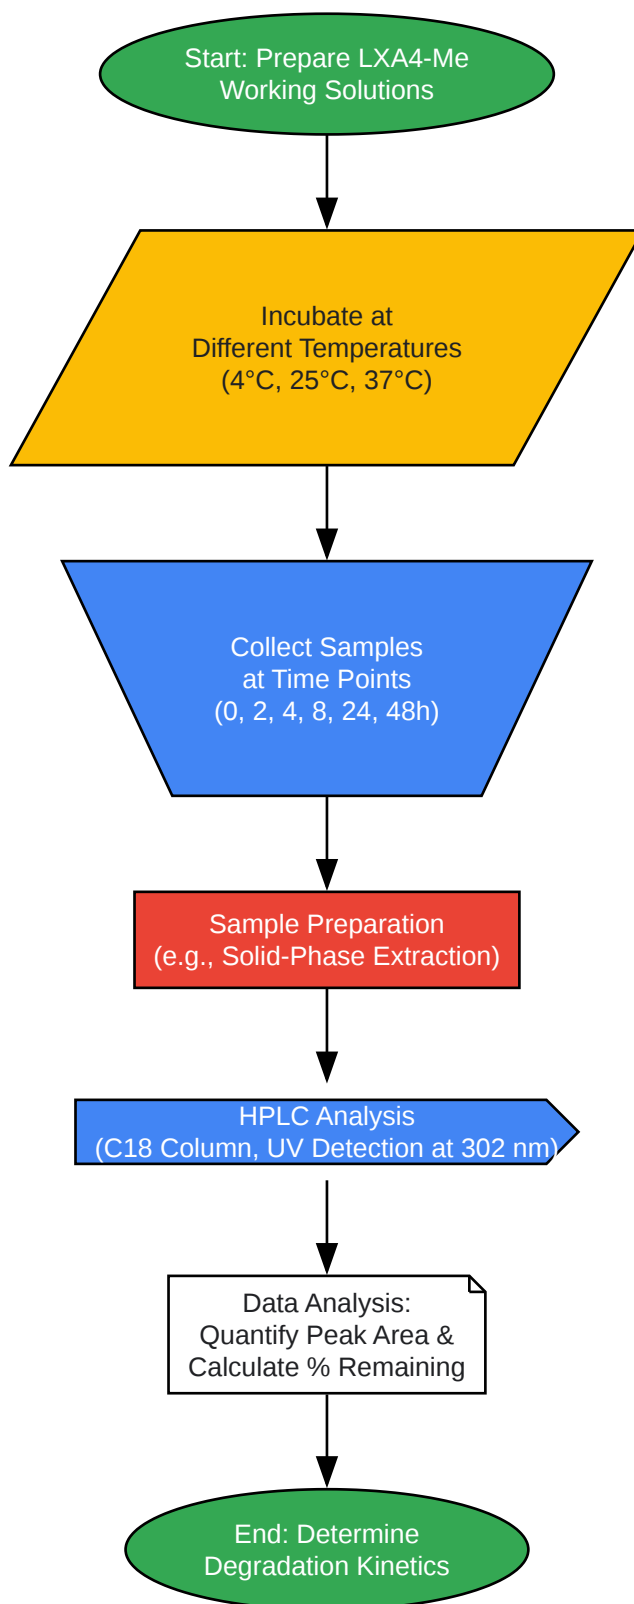 Start: Prepare LXA4-Me
Working Solutions
Incubate at
Different Temperatures
(4°C, 25°C, 37°C)
Collect Samples
at Time Points
(0, 2, 4, 8, 24, 48h)
Sample Preparation
(e.g., Solid-Phase Extraction)
HPLC Analysis
(C18 Column, UV Detection at 302 nm)
Data Analysis:
Quantify Peak Area &
Calculate % Remaining
End: Determine
Degradation Kinetics